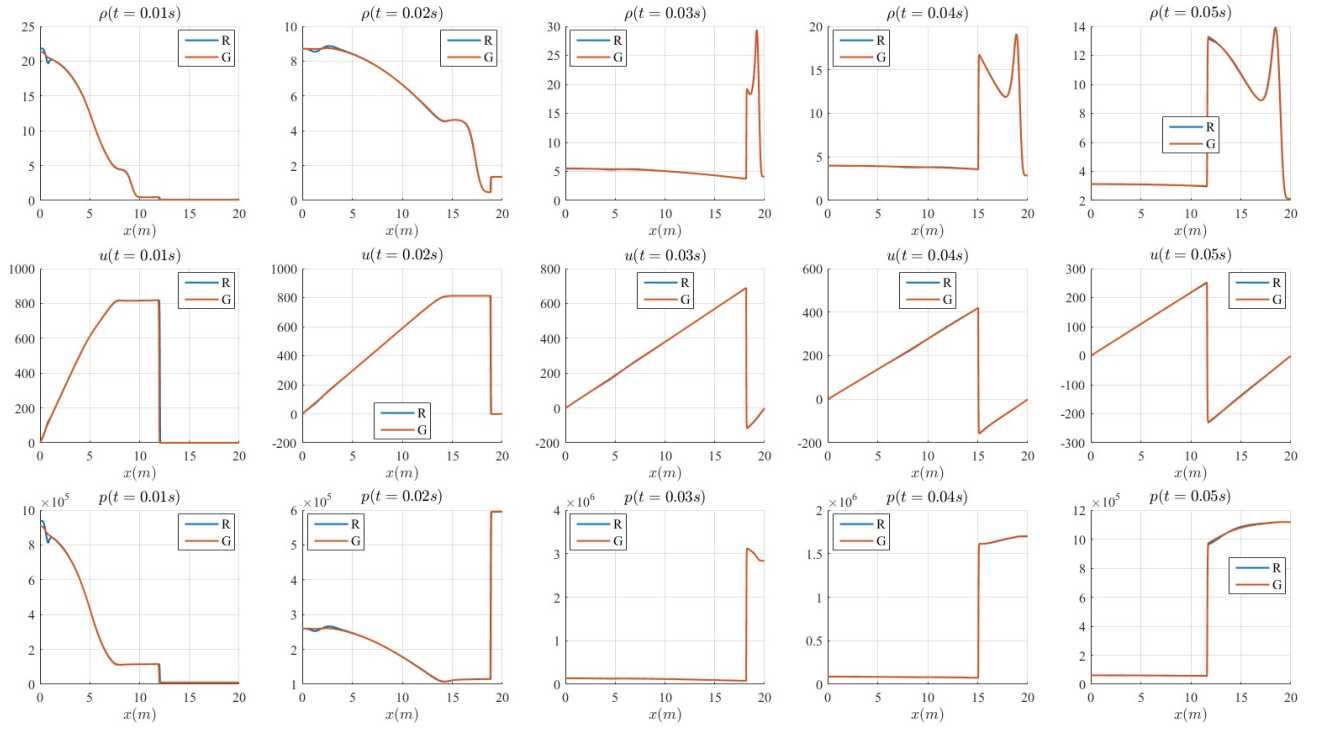 ρ(t = 0.01s)
25
20
15
10
5
0
0 5 10 15 20
x(m)
R
G
ρ(t = 0.02s)
10
8
6
4
2
0
0 5 10 15 20
x(m)
R
G
ρ(t = 0.03s)
30
25
20
15
10
5
0
0 5 10 15 20
x(m)
R
G
ρ(t = 0.04s)
20
15
10
5
0
0 5 10 15 20
x(m)
R
G
ρ(t = 0.05s)
14
12
10
8
6
4
2
0 5 10 15 20
x(m)
R
G
u(t = 0.01s)
1000
800
600
400
200
0
0 5 10 15 20
x(m)
R
G
u(t = 0.02s)
1000
800
600
400
200
0
-200
0 5 10 15 20
x(m)
R
G
u(t = 0.03s)
800
600
400
200
0
-200
0 5 10 15 20
x(m)
R
G
u(t = 0.04s)
600
400
200
0
-200
0 5 10 15 20
x(m)
R
G
u(t = 0.05s)
300
200
100
0
-100
-200
-300
0 5 10 15 20
x(m)
R
G
p(t = 0.01s)
×10⁵
10
8
6
4
2
0
0 5 10 15 20
x(m)
R
G
p(t = 0.02s)
×10⁵
6
5
4
3
2
1
0 5 10 15 20
x(m)
R
G
p(t = 0.03s)
×10⁶
4
3
2
1
0
0 5 10 15 20
x(m)
R
G
p(t = 0.04s)
×10⁶
2
1.5
1
0.5
0
0 5 10 15 20
x(m)
R
G
p(t = 0.05s)
×10⁵
12
10
8
6
4
2
0
0 5 10 15 20
x(m)
R
G